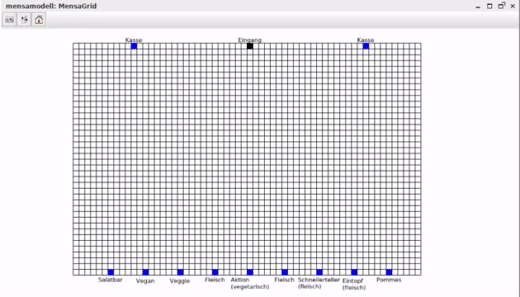 mensamodell: MensaGrid
Kasse Eingang Kasse
Salatbar Vegan Veggie Fleisch Aktion Fleisch Schnellerteller Eintopf Pommes
(vegetarisch) (fleisch) (fleisch)